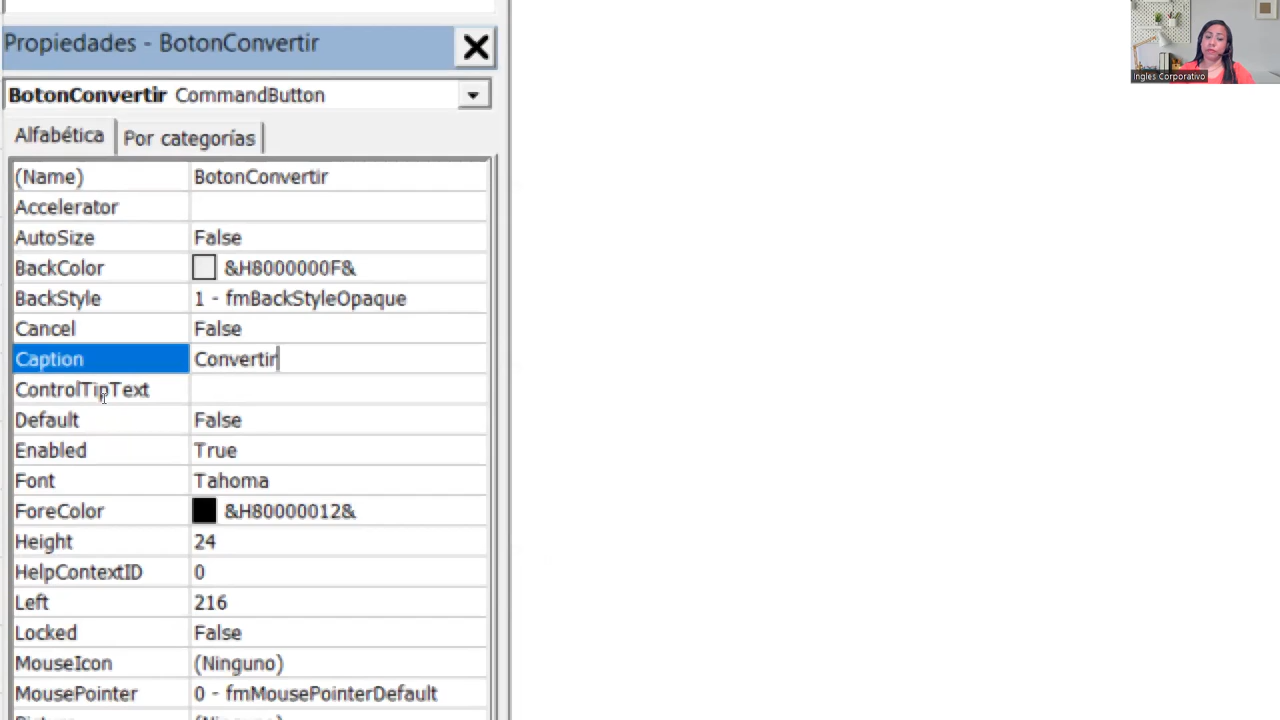 Propiedades - BotonConvertir
BotonConvertir CommandButton
Alfabética Por categorías
(Name) BotonConvertir
Accelerator
AutoSize False
BackColor &H8000000F&
BackStyle 1 - fmBackStyleOpaque
Cancel False
Caption Convertir
ControlTipText
Default False
Enabled True
Font Tahoma
ForeColor &H80000012&
Height 24
HelpContextID 0
Left 216
Locked False
MouseIcon (Ninguno)
MousePointer 0 - fmMousePointerDefault
Ingles Corporativo